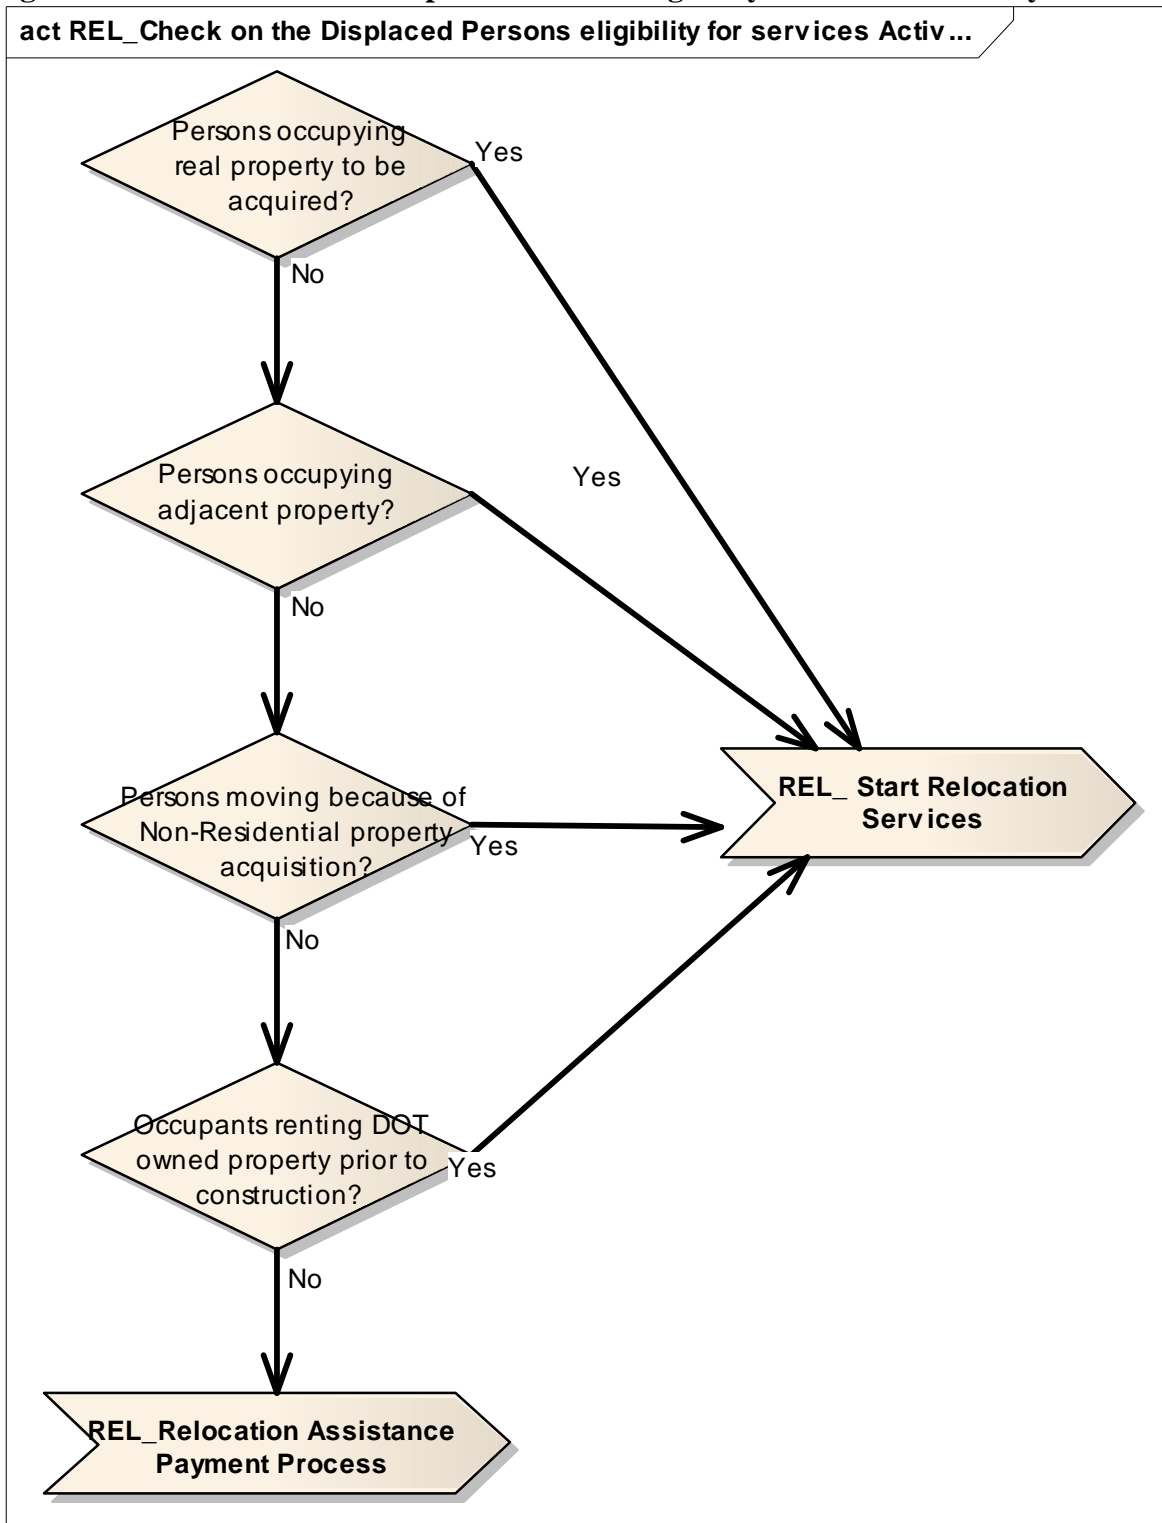 act REL_Check on the Displaced Persons eligibility for services Activ...
Persons occupying
real property to be
acquired?
Yes
No
Persons occupying
adjacent property?
Yes
No
Persons moving because of
Non-Residential property
acquisition?
Yes
REL_ Start Relocation
Services
No
Occupants renting DOT
owned property prior to
construction?
Yes
No
REL_Relocation Assistance
Payment Process